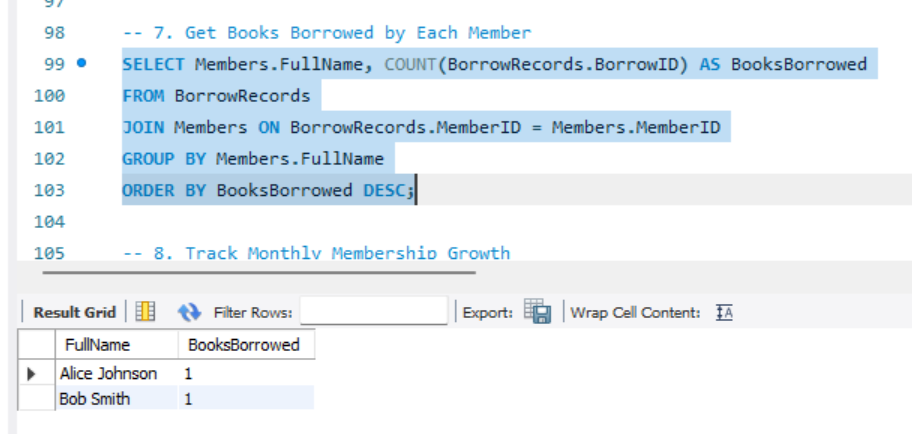 97
98 -- 7. Get Books Borrowed by Each Member
99 SELECT Members.FullName, COUNT(BorrowRecords.BorrowID) AS BooksBorrowed
100 FROM BorrowRecords
101 JOIN Members ON BorrowRecords.MemberID = Members.MemberID
102 GROUP BY Members.FullName
103 ORDER BY BooksBorrowed DESC;
104
105 -- 8. Track Monthly Membership Growth
Result Grid Filter Rows: Export: Wrap Cell Content: IA
FullName BooksBorrowed
Alice Johnson 1
Bob Smith 1